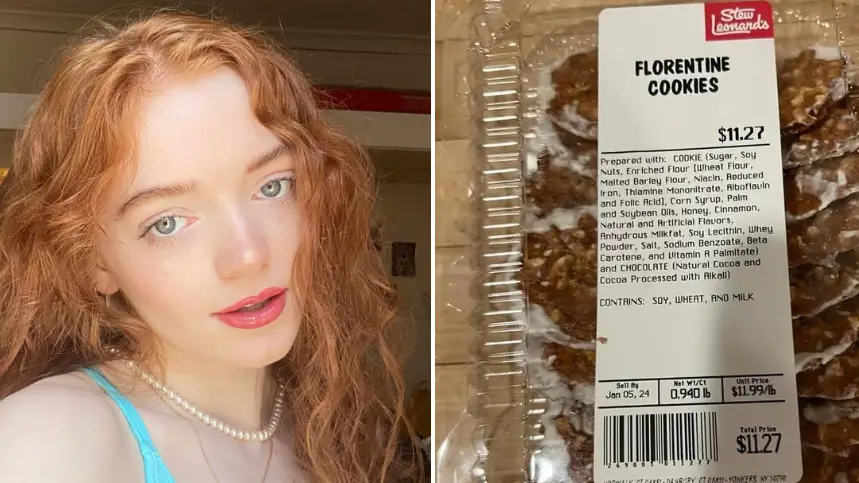 Stew
Leonard's
FLORENTINE
COOKIES
$11.27
Prepared with: COOKIE (Sugar, Soy
Nuts, Enriched Flour [Wheat Flour,
Malted Barley Flour, Niacin, Reduced
Iron, Thiamine Mononitrate, Riboflavin
and Folic Acid], Corn Syrup, Palm
and Soybean Oils, Honey, Cinnamon,
Natural and Artificial Flavors,
Anhydrous Milkfat, Soy Lecithin, Whey
Powder, Salt, Sodium Benzoate, Beta
Carotene, and Vitamin A Palmitate)
and CHOCOLATE (Natural Cocoa and
Cocoa Processed with Alkali)
CONTAINS: SOY, WHEAT, AND MILK
Sell By
Jan 05, 24
Net Wt/Ct
0.940 lb
Unit Price
$11.99/lb
Total Price
$11.27